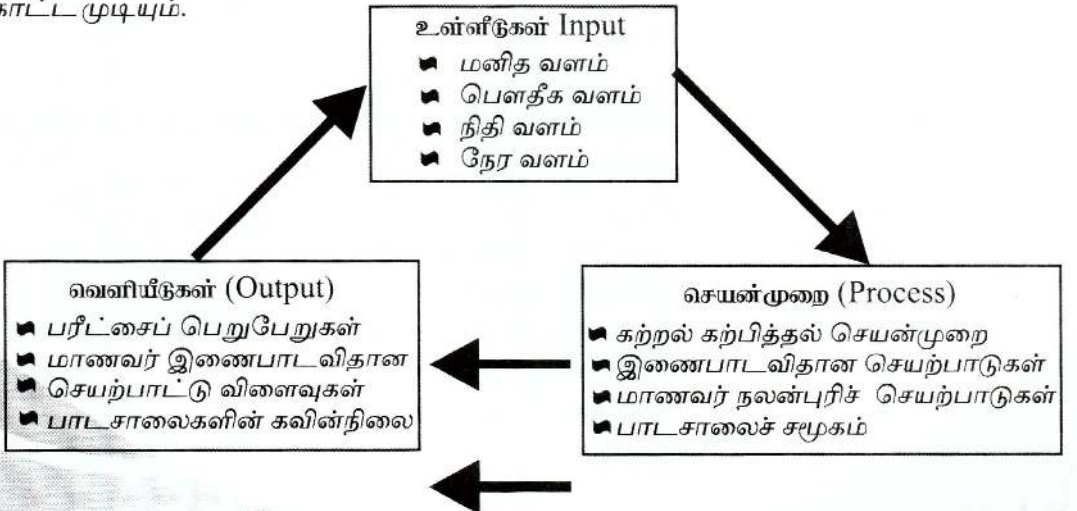 காட்ட முடியும்.
உள்ளீடுகள் Input
மனித வளம்
பௌதீக வளம்
நிதி வளம்
நேர வளம்
வெளியீடுகள் (Output)
பரீட்சைப் பெறுபேறுகள்
மாணவர் இணைபாடவிதான
செயற்பாட்டு விளைவுகள்
பாடசாலைகளின் கவின்நிலை
செயன்முறை (Process)
கற்றல் கற்பித்தல் செயன்முறை
இணைபாடவிதான செயற்பாடுகள்
மாணவர் நலன்புரிச் செயற்பாடுகள்
பாடசாலைச் சமூகம்